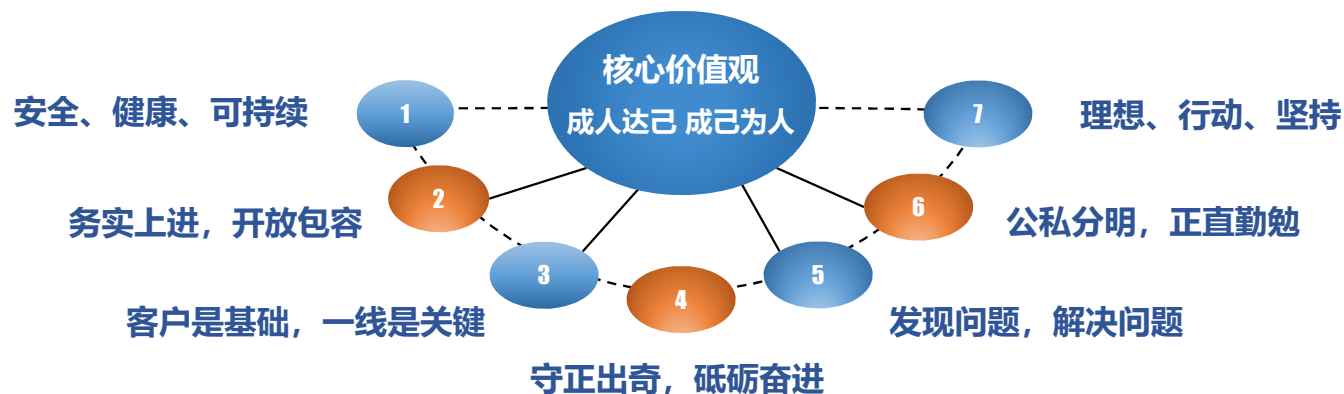 核心价值观
成人达己 成己为人
1
安全、健康、可持续
2
务实上进，开放包容
3
客户是基础，一线是关键
4
守正出奇，砥砺奋进
5
发现问题，解决问题
6
公私分明，正直勤勉
7
理想、行动、坚持